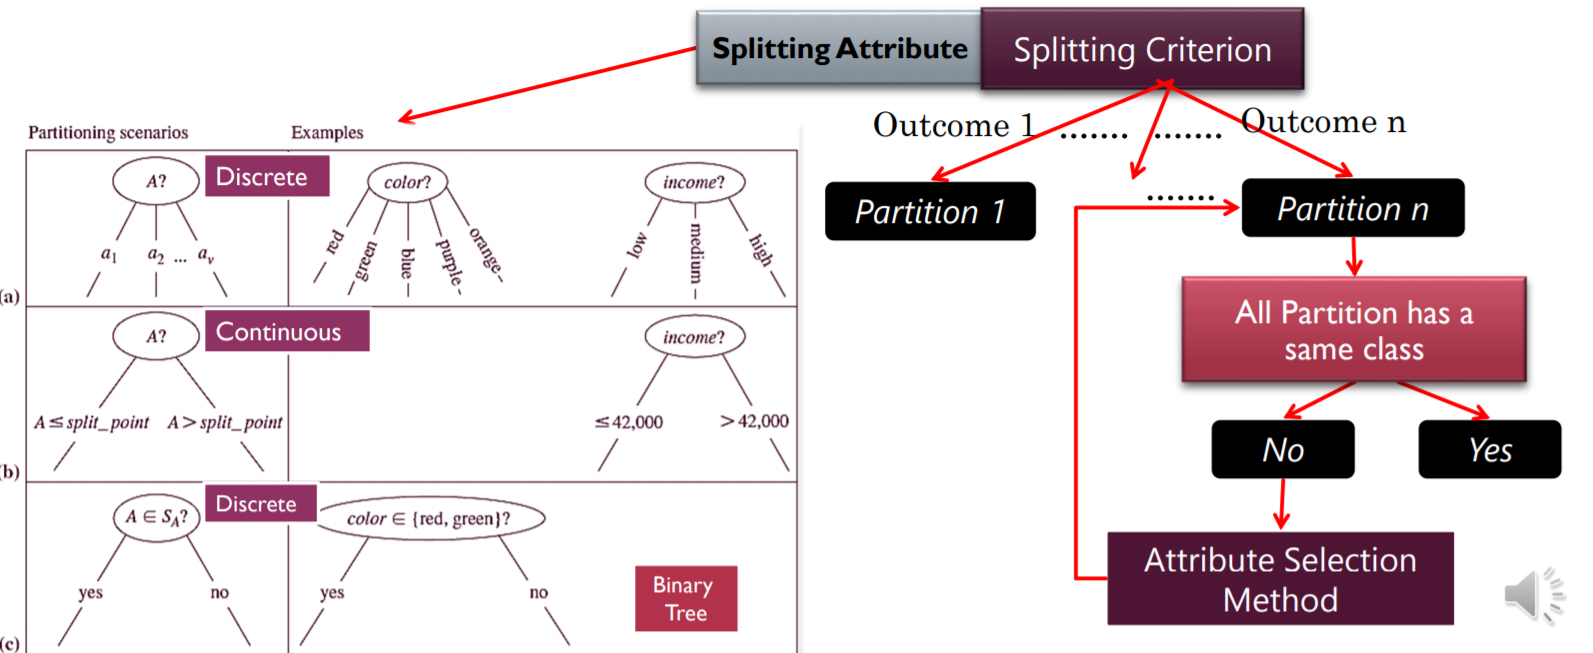 Splitting Attribute
Splitting Criterion
Outcome 1 ....... ....... Outcome n
Partition 1
.......
Partition n
All Partition has a
same class
No
Yes
Attribute Selection
Method
Partitioning scenarios
Examples
A?
Discrete
a1 a2 ... av
color?
red
green
blue
purple
orange
income?
low
medium
high
(a)
A?
Continuous
A≤split_point A>split_point
income?
≤42,000 >42,000
(b)
A ∈ SA?
Discrete
yes no
color ∈ {red, green}?
yes no
Binary
Tree
(c)